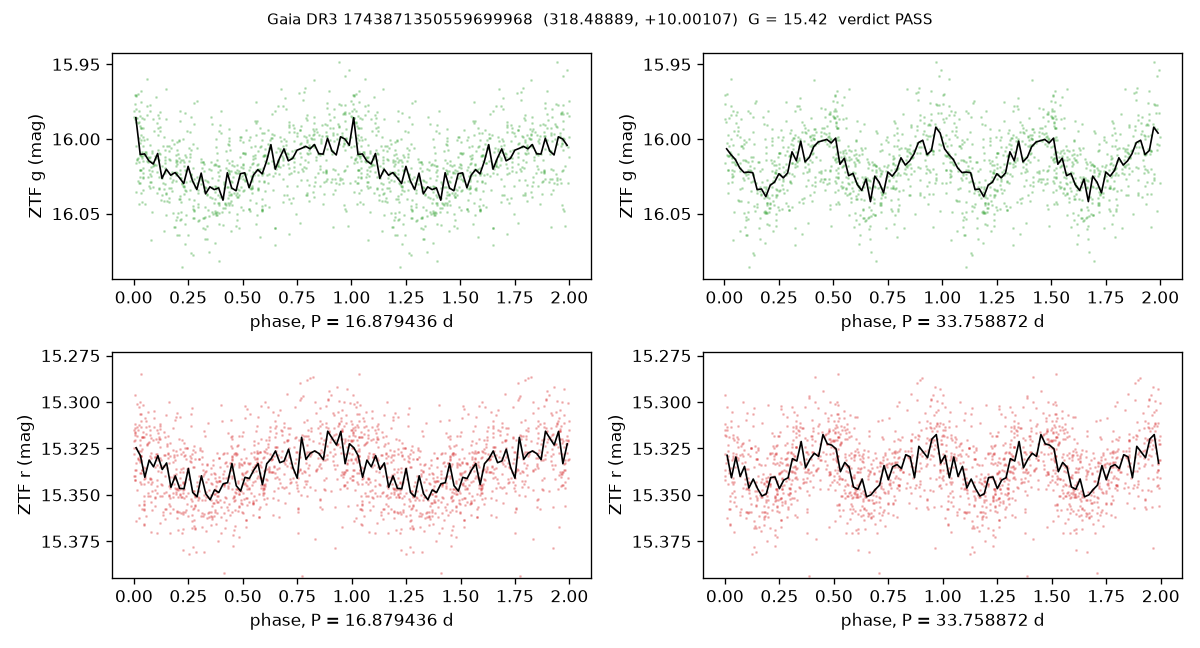 Gaia DR3 1743871350559699968  (318.48889, +10.00107)  G = 15.42  verdict PASS
ZTF g (mag)
15.95
16.00
16.05
0.00 0.25 0.50 0.75 1.00 1.25 1.50 1.75 2.00
phase, P = 16.879436 d
ZTF g (mag)
15.95
16.00
16.05
0.00 0.25 0.50 0.75 1.00 1.25 1.50 1.75 2.00
phase, P = 33.758872 d
ZTF r (mag)
15.275
15.300
15.325
15.350
15.375
0.00 0.25 0.50 0.75 1.00 1.25 1.50 1.75 2.00
phase, P = 16.879436 d
ZTF r (mag)
15.275
15.300
15.325
15.350
15.375
0.00 0.25 0.50 0.75 1.00 1.25 1.50 1.75 2.00
phase, P = 33.758872 d